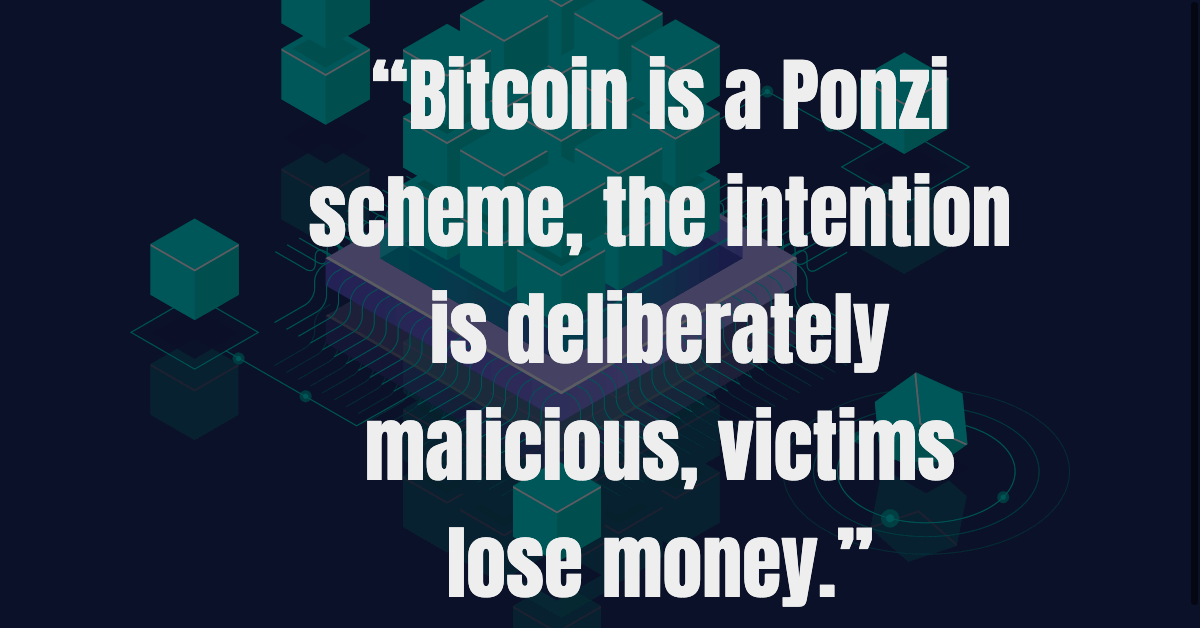 “Bitcoin is a Ponzi
scheme, the intention
is deliberately
malicious, victims
lose money.”